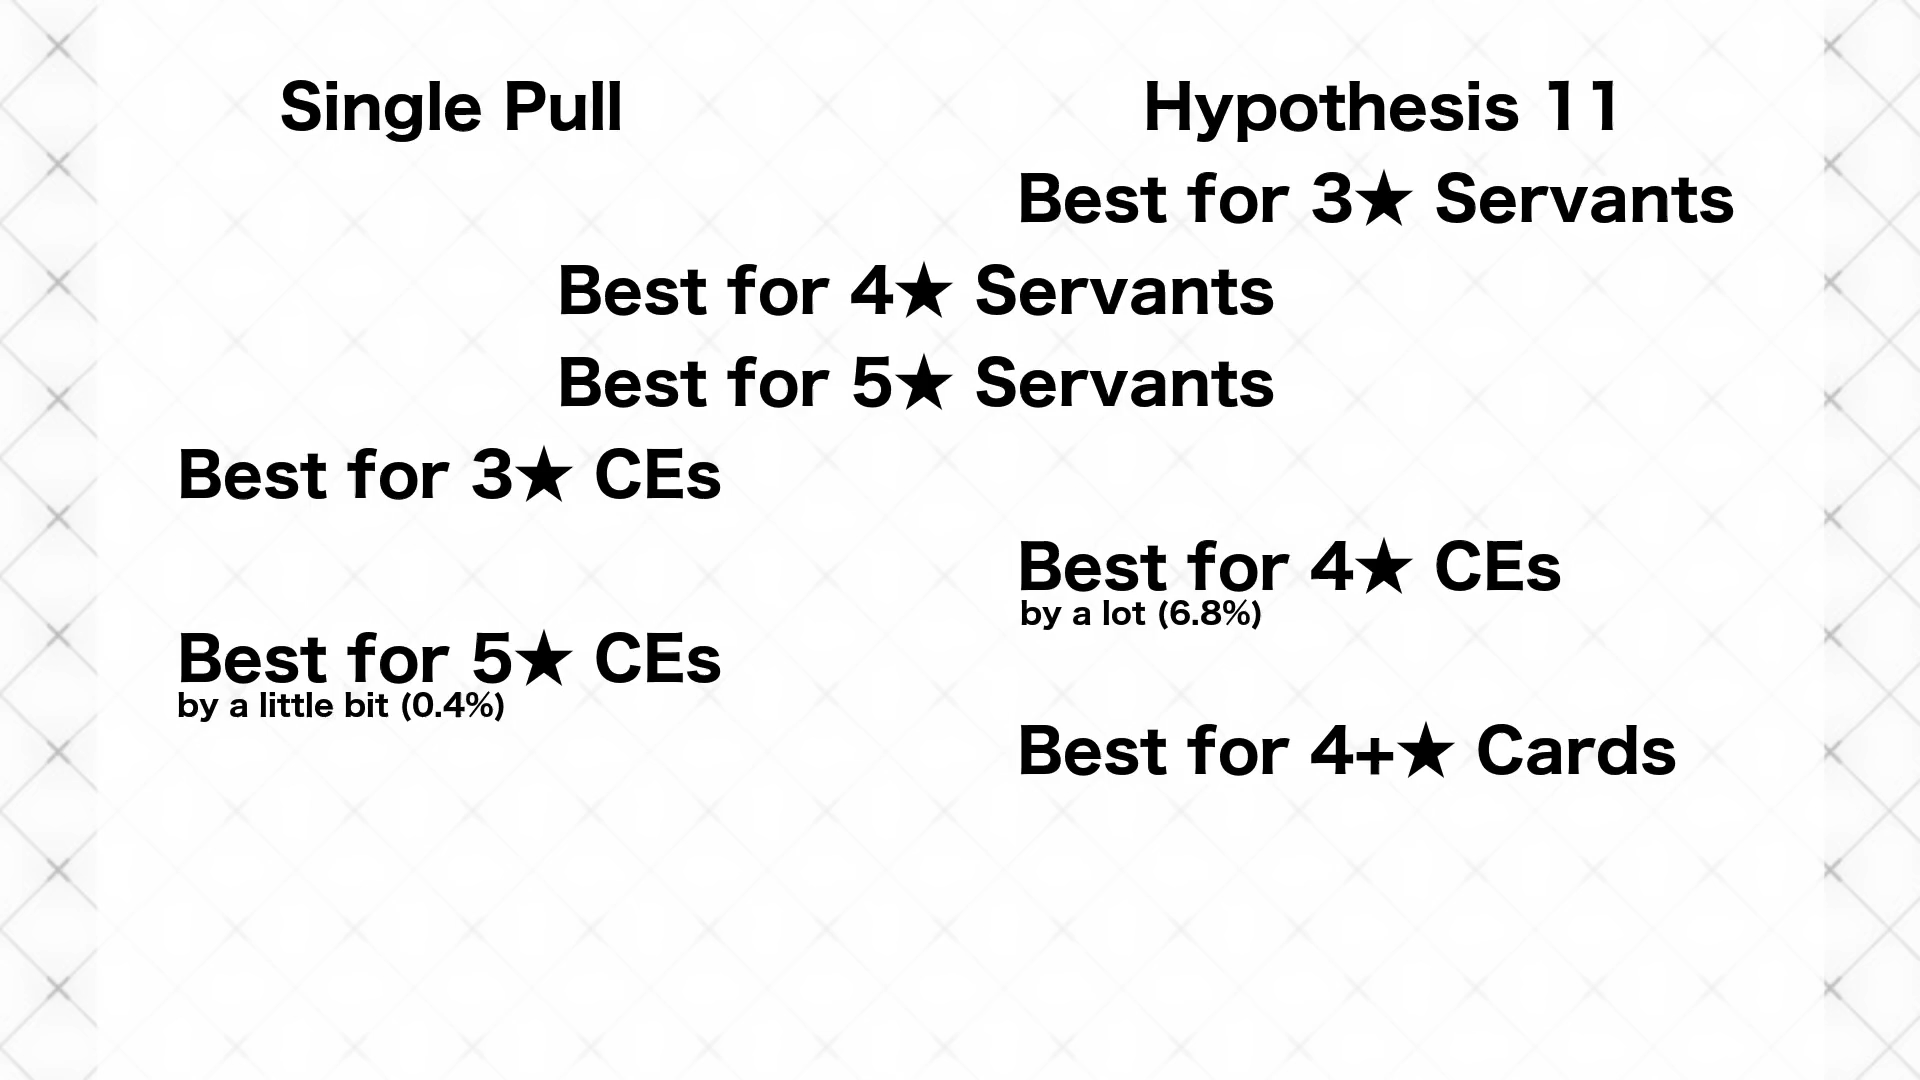 Single Pull
Hypothesis 11
Best for 3★ Servants
Best for 4★ Servants
Best for 5★ Servants
Best for 3★ CEs
Best for 4★ CEs
by a lot (6.8%)
Best for 5★ CEs
by a little bit (0.4%)
Best for 4+★ Cards